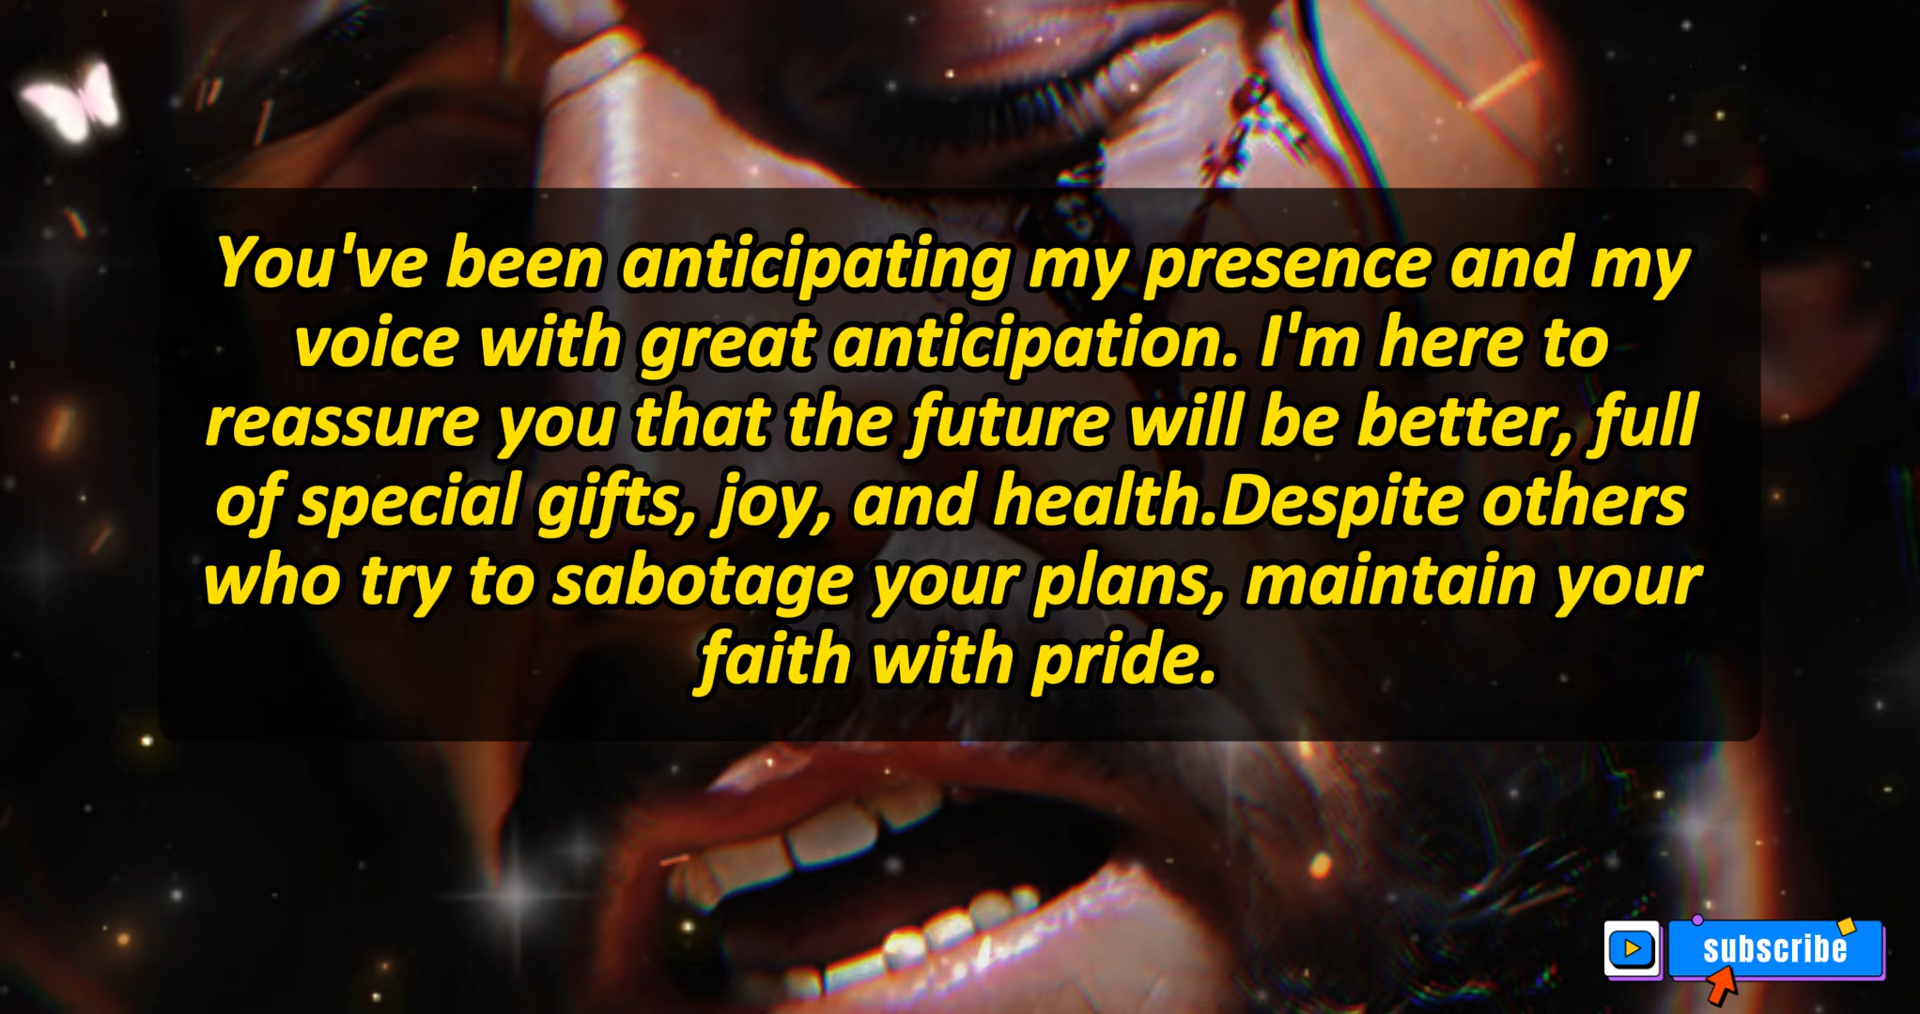 You've been anticipating my presence and my
voice with great anticipation. I'm here to
reassure you that the future will be better, full
of special gifts, joy, and health.Despite others
who try to sabotage your plans, maintain your
faith with pride.
subscribe